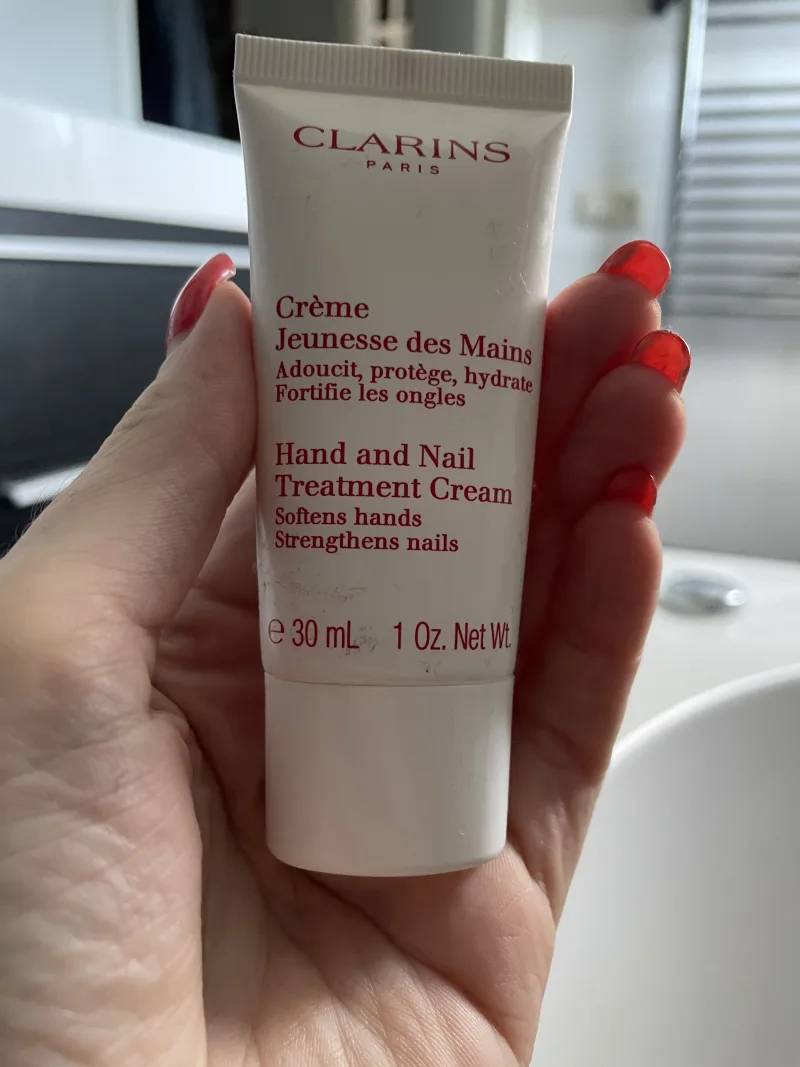 CLARINS
PARIS
Crème
Jeunesse des Mains
Adoucit, protège, hydrate
Fortifie les ongles
Hand and Nail
Treatment Cream
Softens hands
Strengthens nails
℮ 30 mL 1 Oz. Net Wt.